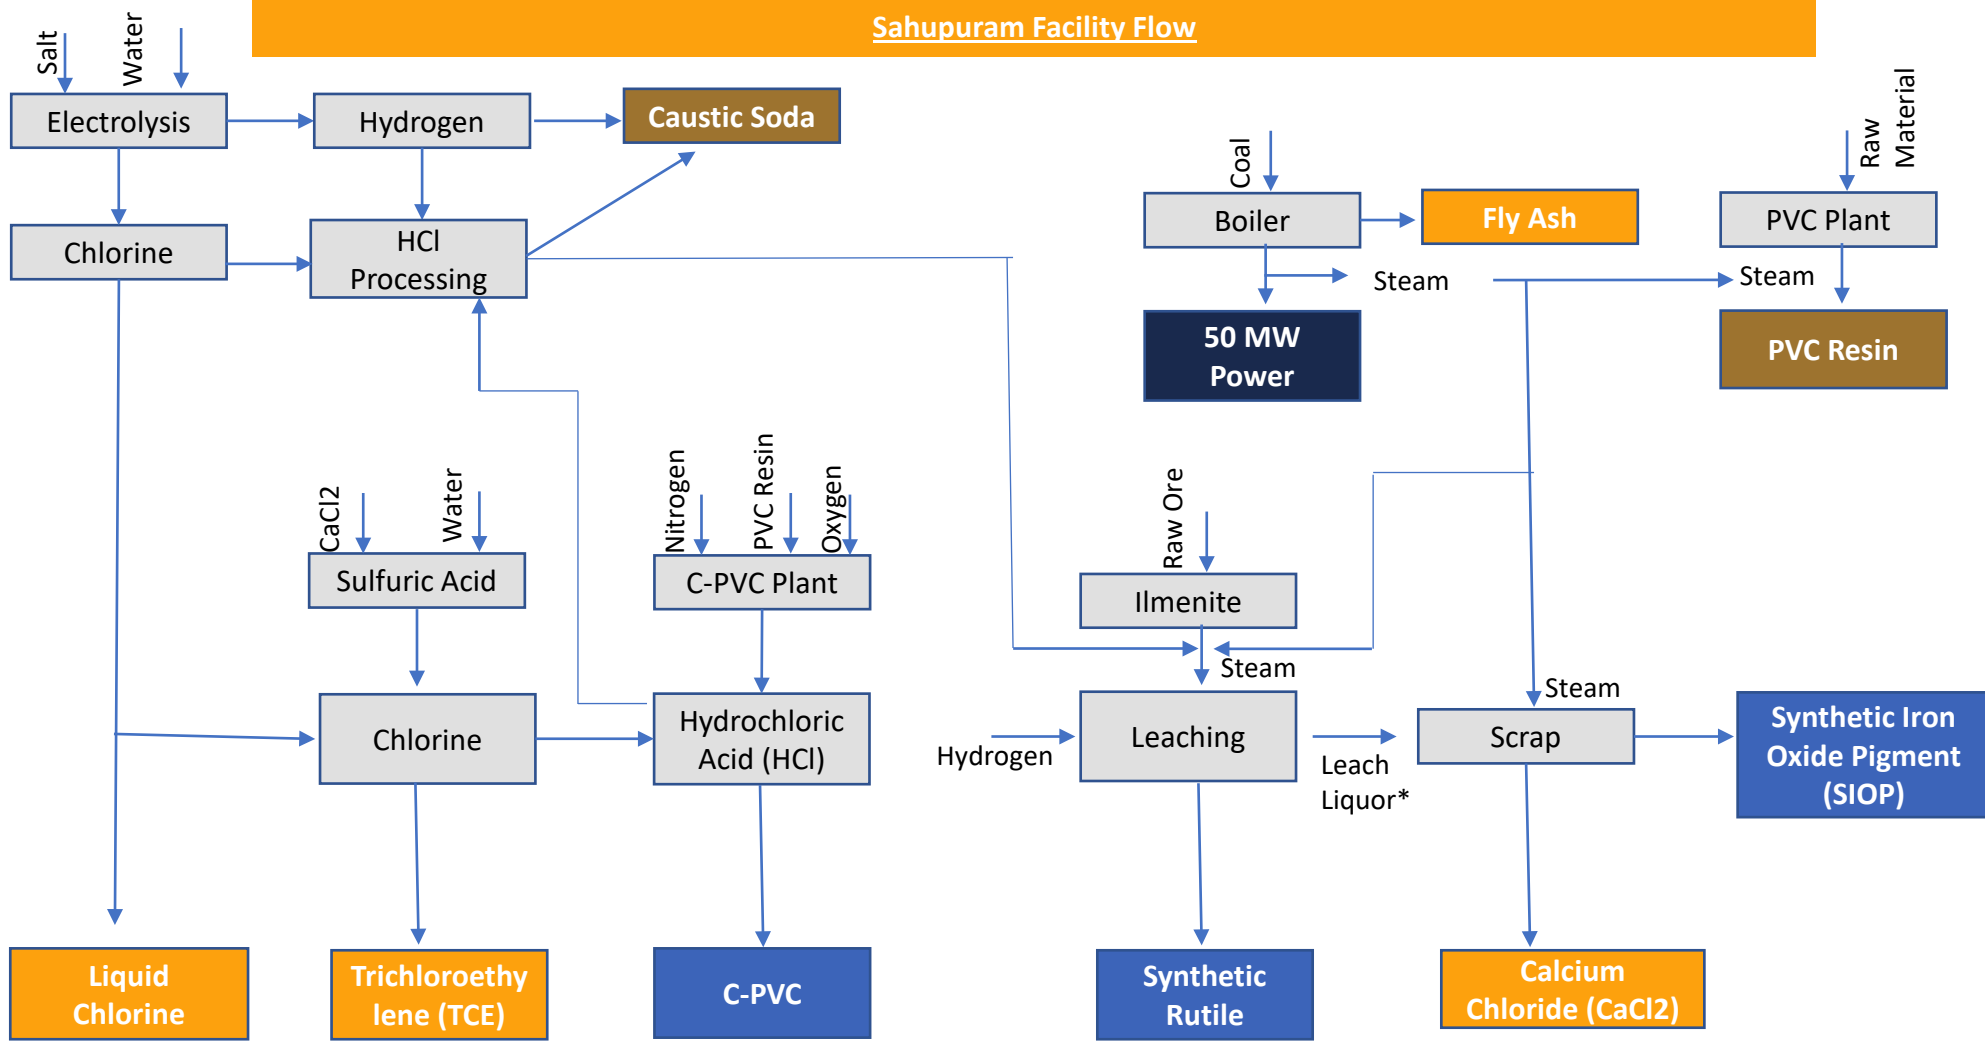 Sahupuram Facility Flow
Salt
Water
Electrolysis
Hydrogen
Caustic Soda
Chlorine
HCl
Processing
Coal
Boiler
Fly Ash
Steam
50 MW
Power
Raw
Material
PVC Plant
Steam
PVC Resin
CaCl2
Water
Sulfuric Acid
Nitrogen
PVC Resin
Oxygen
C-PVC Plant
Raw Ore
Ilmenite
Steam
Chlorine
Hydrochloric
Acid (HCl)
Hydrogen
Leaching
Leach
Liquor*
Steam
Scrap
Synthetic Iron
Oxide Pigment
(SIOP)
Liquid
Chlorine
Trichloroethy
lene (TCE)
C-PVC
Synthetic
Rutile
Calcium
Chloride (CaCl2)